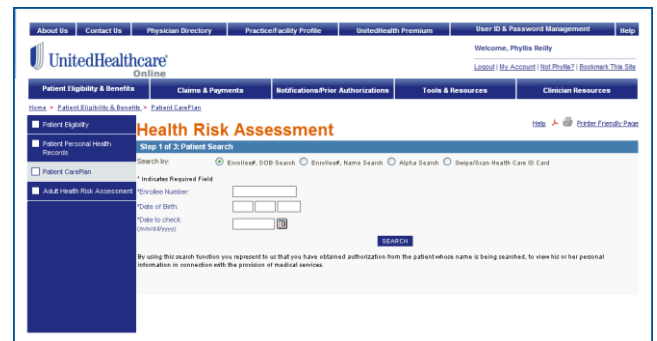 About Us Contact Us Physician Directory Practice/Facility Profile UnitedHealth Premium User ID & Password Management Help
UnitedHealthcare®
Online
Welcome, Phyllis Reilly
Logout | My Account | Not Phyllis? | Bookmark This Site
Patient Eligibility & Benefits Claims & Payments Notifications/Prior Authorizations Tools & Resources Clinician Resources
Home > Patient Eligibility & Benefits > Patient CarePlan
Patient Eligibility
Patient Personal Health
Records
Patient CarePlan
Adult Health Risk Assessment
Health Risk Assessment
Help Printer Friendly Page
Step 1 of 3: Patient Search
Search by: Enrollee#, DOB Search Enrollee#, Name Search Alpha Search Swipe/Scan Health Care ID Card
* Indicates Required Field
*Enrollee Number:
*Date of Birth:
*Date to check:
(mm/dd/yyyy)
SEARCH
By using this search function you represent to us that you have obtained authorization from the patient whose name is being searched, to view his or her personal
information in connection with the provision of medical services.